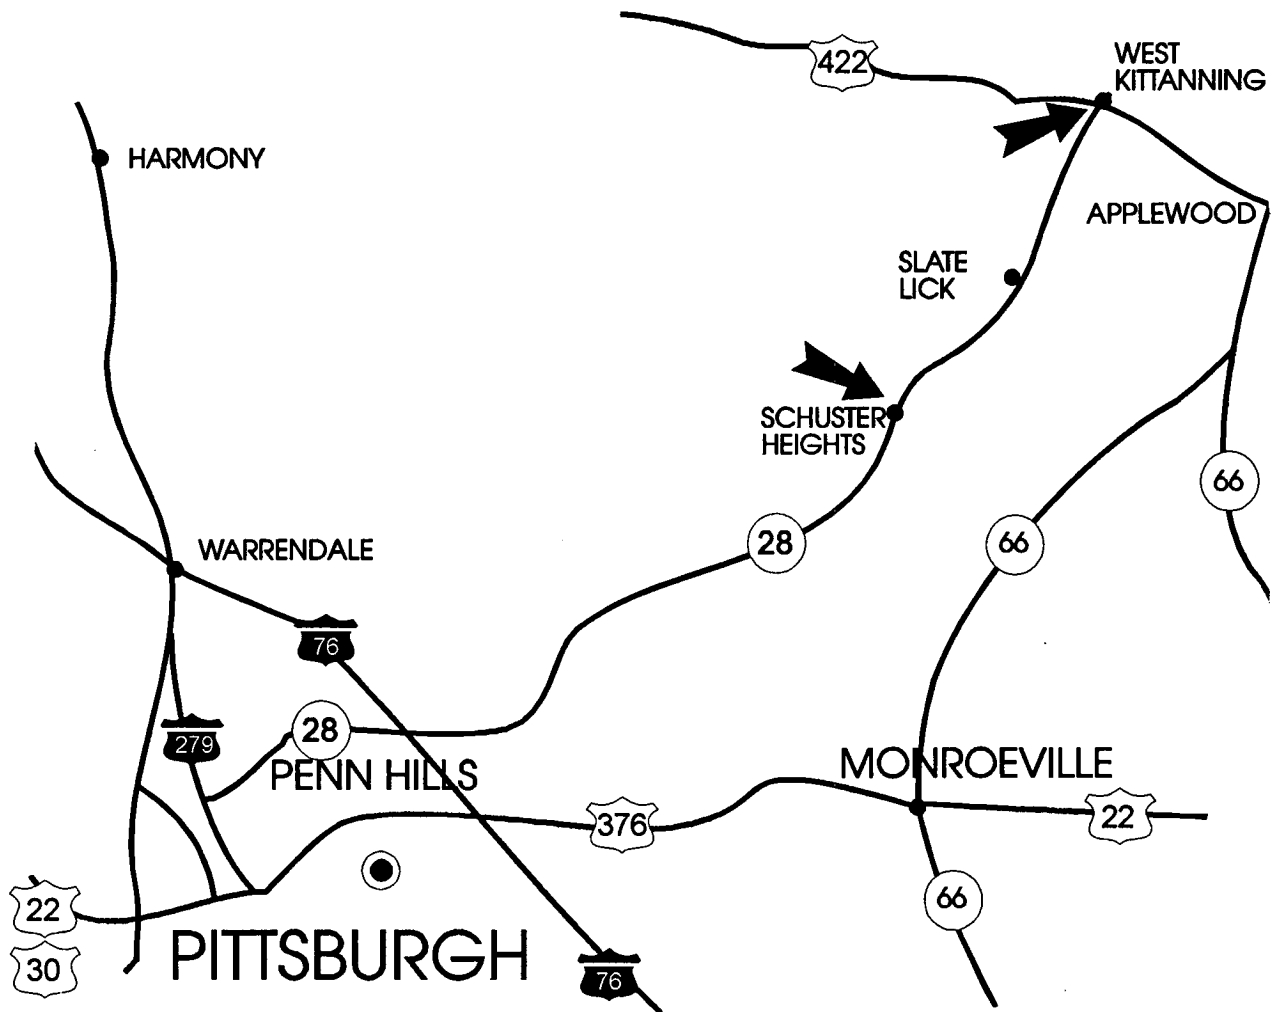 422
WEST
KITTANNING
HARMONY
APPLEWOOD
SLATE
LICK
SCHUSTER
HEIGHTS
66
28
66
WARRENDALE
76
28
279
PENN HILLS
MONROEVILLE
376
22
66
22
30
PITTSBURGH
76